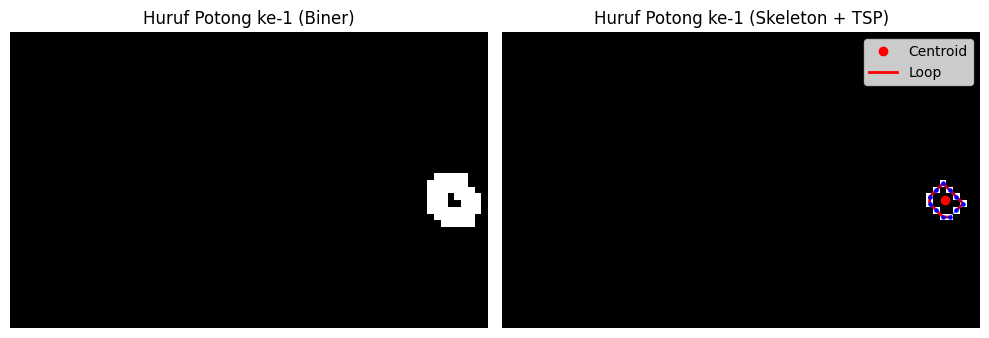 Huruf Potong ke-1 (Biner)
Huruf Potong ke-1 (Skeleton + TSP)
Centroid
Loop